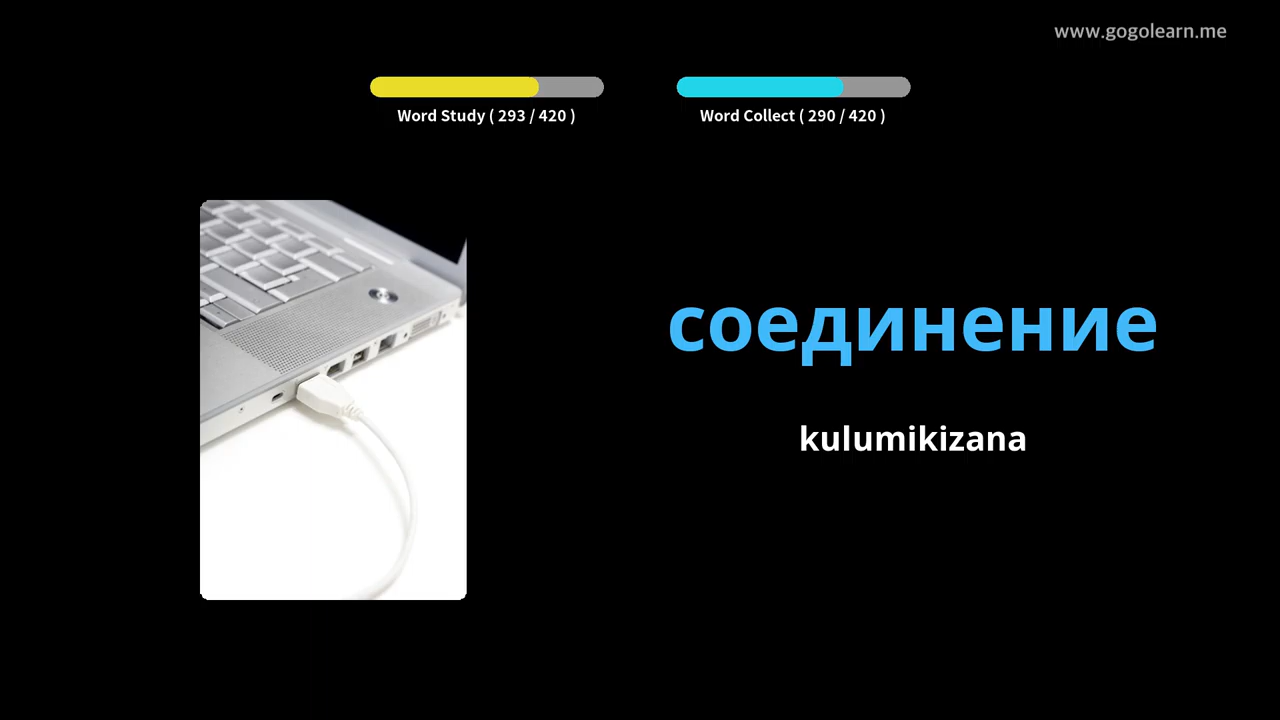 www.gogolearn.me
Word Study ( 293 / 420 )
Word Collect ( 290 / 420 )
соединение
kulumikizana